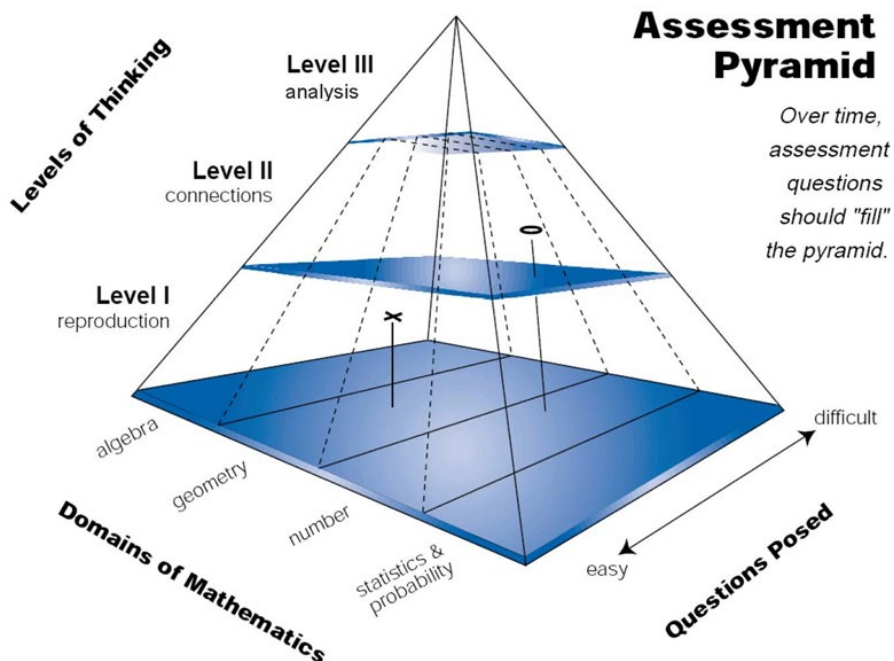 Assessment
Pyramid
Over time,
assessment
questions
should "fill"
the pyramid.
Levels of Thinking
Level III
analysis
Level II
connections
Level I
reproduction
X
O
algebra
geometry
number
statistics &
probability
Domains of Mathematics
easy
difficult
Questions Posed